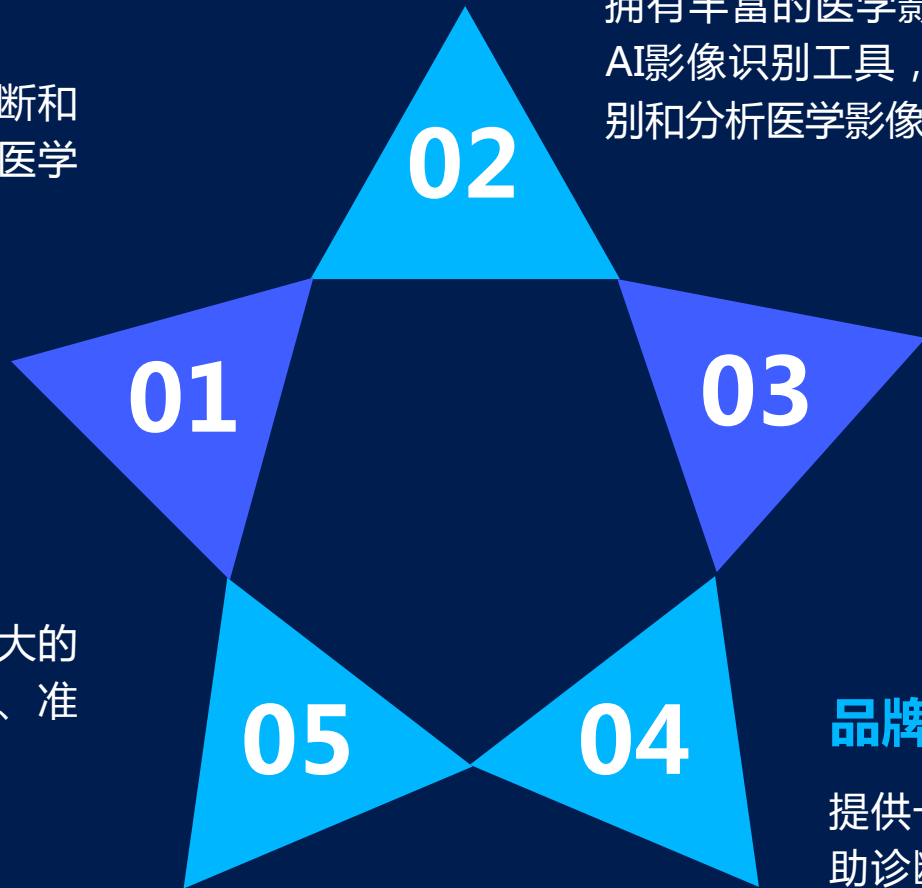 断和
医学
01
02
拥有丰富的医学影
AI影像识别工具，
别和分析医学影像
03
品牌
提供
助诊断
04
大的
、准
05